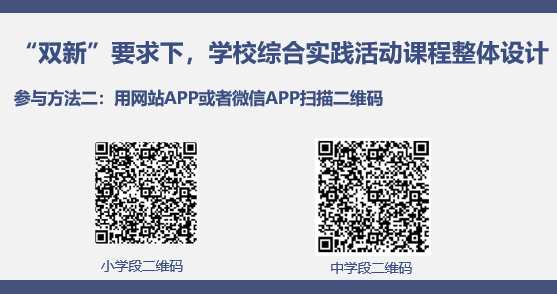 “双新”要求下，学校综合实践活动课程整体设计
参与方法二：用网站APP或者微信APP扫描二维码
小学段二维码
中学段二维码